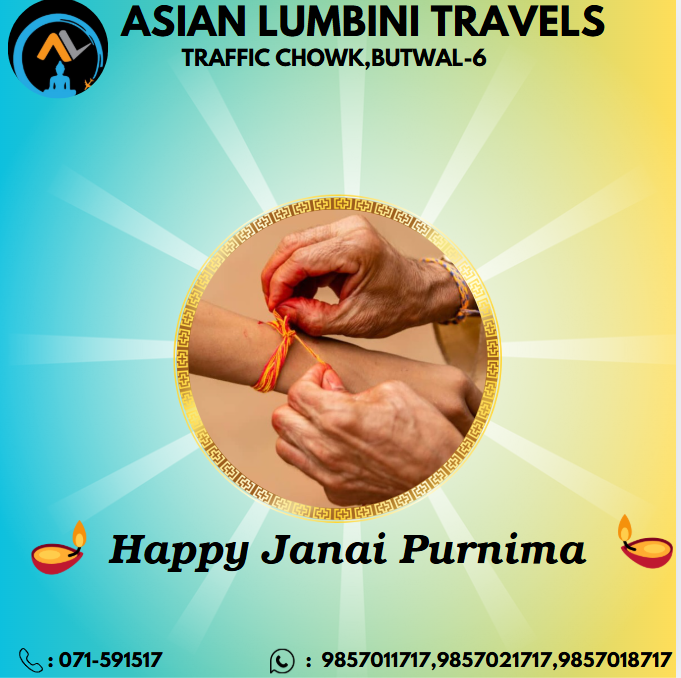 ASIAN LUMBINI TRAVELS
TRAFFIC CHOWK,BUTWAL-6
Happy Janai Purnima
: 071-591517
: 9857011717,9857021717,9857018717